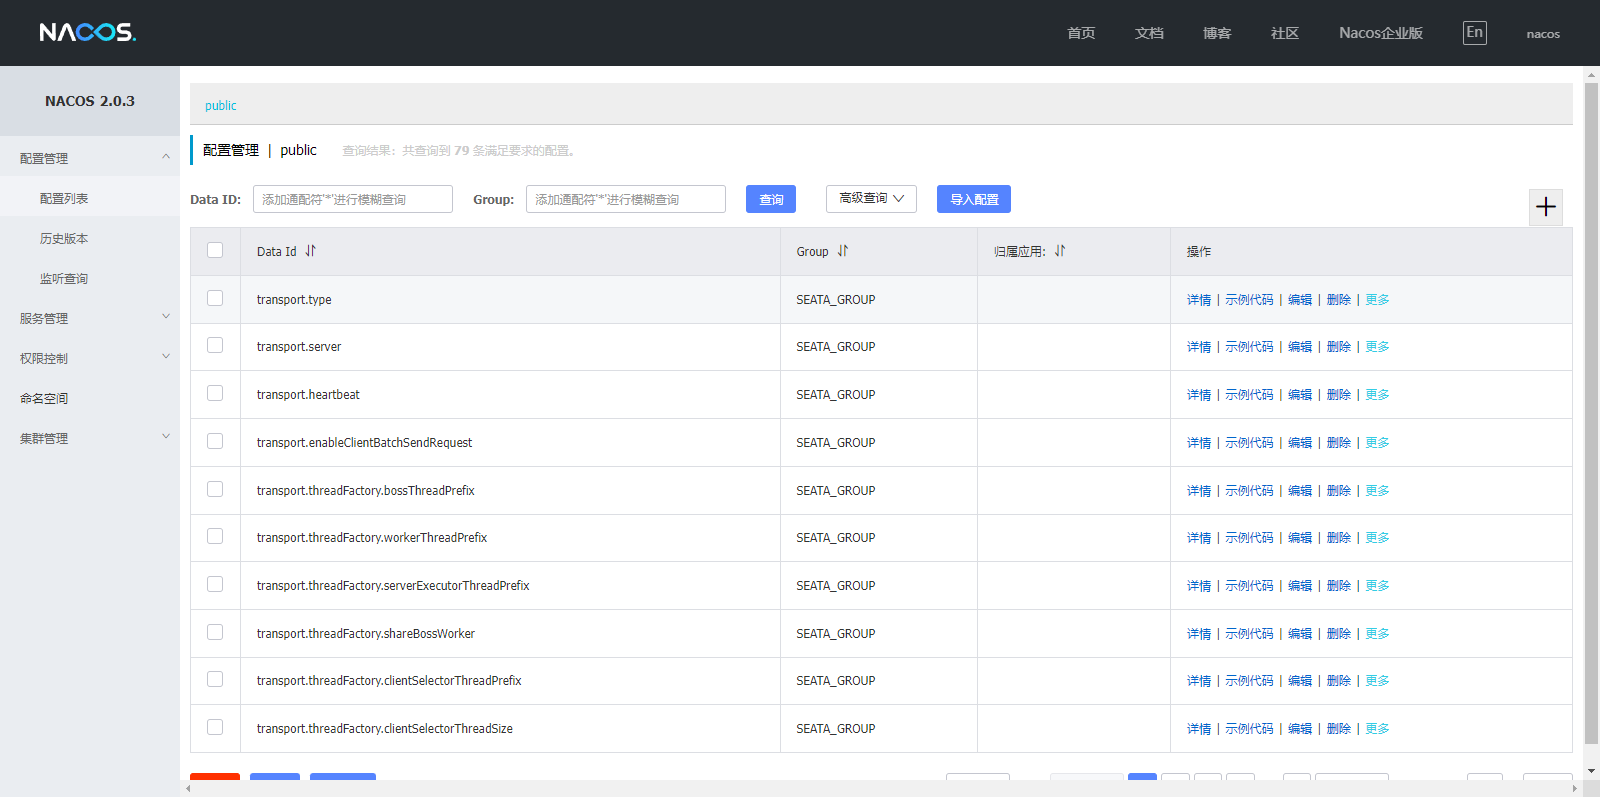 NACOS.
首页 文档 博客 社区 Nacos企业版 En nacos
NACOS 2.0.3
配置管理
配置列表
历史版本
监听查询
服务管理
权限控制
命名空间
集群管理
public
配置管理 | public 查询结果：共查询到 79 条满足要求的配置。
Data ID: 添加通配符'*'进行模糊查询 Group: 添加通配符'*'进行模糊查询 查询 高级查询 导入配置
Data Id Group 归属应用: 操作
transport.type SEATA_GROUP 详情 | 示例代码 | 编辑 | 删除 | 更多
transport.server SEATA_GROUP 详情 | 示例代码 | 编辑 | 删除 | 更多
transport.heartbeat SEATA_GROUP 详情 | 示例代码 | 编辑 | 删除 | 更多
transport.enableClientBatchSendRequest SEATA_GROUP 详情 | 示例代码 | 编辑 | 删除 | 更多
transport.threadFactory.bossThreadPrefix SEATA_GROUP 详情 | 示例代码 | 编辑 | 删除 | 更多
transport.threadFactory.workerThreadPrefix SEATA_GROUP 详情 | 示例代码 | 编辑 | 删除 | 更多
transport.threadFactory.serverExecutorThreadPrefix SEATA_GROUP 详情 | 示例代码 | 编辑 | 删除 | 更多
transport.threadFactory.shareBossWorker SEATA_GROUP 详情 | 示例代码 | 编辑 | 删除 | 更多
transport.threadFactory.clientSelectorThreadPrefix SEATA_GROUP 详情 | 示例代码 | 编辑 | 删除 | 更多
transport.threadFactory.clientSelectorThreadSize SEATA_GROUP 详情 | 示例代码 | 编辑 | 删除 | 更多